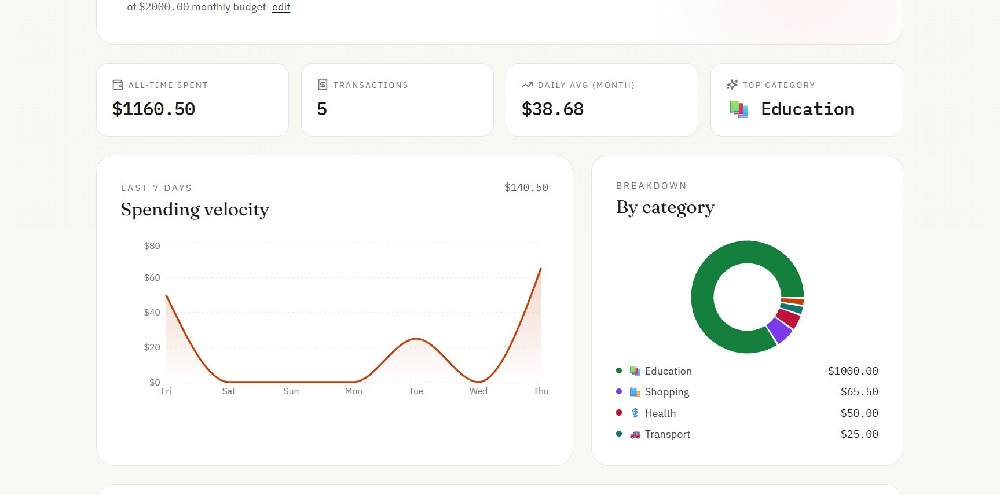 of $2000.00 monthly budget edit
ALL-TIME SPENT
$1160.50
TRANSACTIONS
5
DAILY AVG (MONTH)
$38.68
TOP CATEGORY
Education
LAST 7 DAYS
$140.50
Spending velocity
$80
$60
$40
$20
$0
Fri Sat Sun Mon Tue Wed Thu
BREAKDOWN
By category
Education $1000.00
Shopping $65.50
Health $50.00
Transport $25.00